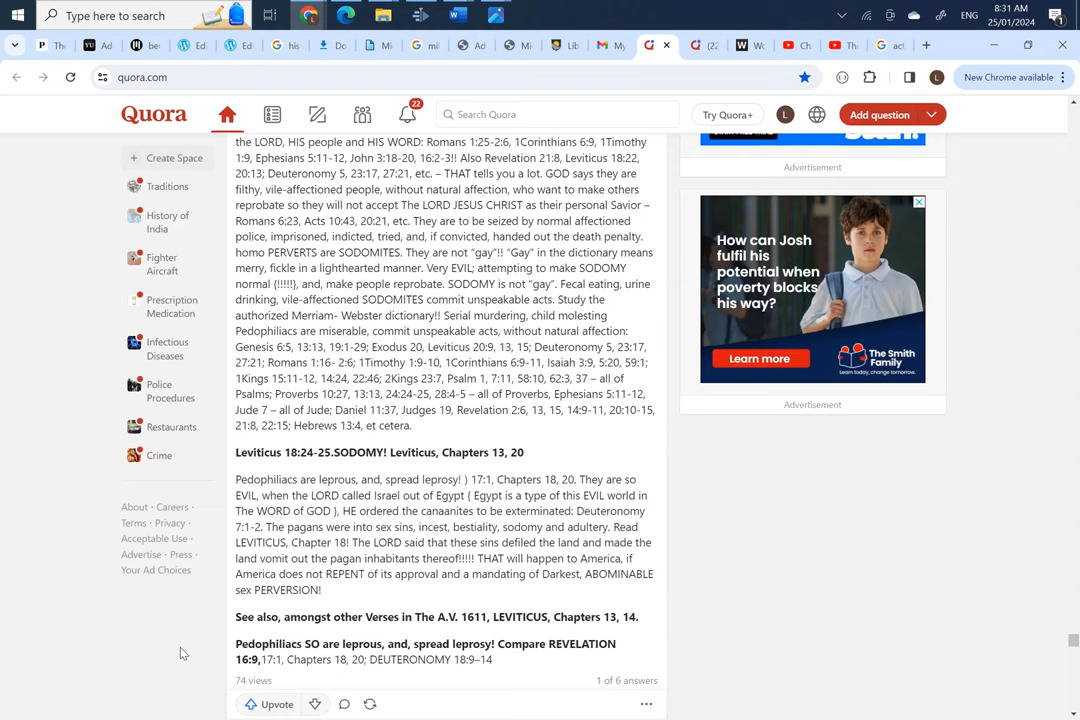 Type here to search
ENG
8:31 AM
25/01/2024
The
Ad
be
Edi
Edi
his
Do
Mi
mil
Ad
Mi
Lib
My
(22
Wo
Ch
The
act
quora.com
New Chrome available
Quora
22
Search Quora
Try Quora+
Add question
Create Space
Traditions
History of
India
Fighter
Aircraft
Prescription
Medication
Infectious
Diseases
Police
Procedures
Restaurants
Crime
About · Careers ·
Terms · Privacy ·
Acceptable Use ·
Advertise · Press ·
Your Ad Choices
the LORD, HIS people and HIS WORD: Romans 1:25-2:6, 1Corinthians 6:9, 1Timothy
1:9, Ephesians 5:11-12, John 3:18-20, 16:2-3!! Also Revelation 21:8, Leviticus 18:22,
20:13; Deuteronomy 5, 23:17, 27:21, etc. – THAT tells you a lot. GOD says they are
filthy, vile-affectioned people, without natural affection, who want to make others
reprobate so they will not accept The LORD JESUS CHRIST as their personal Savior –
Romans 6:23, Acts 10:43, 20:21, etc. They are to be seized by normal affectioned
police, imprisoned, indicted, tried, and, if convicted, handed out the death penalty.
homo PERVERTS are SODOMITES. They are not “gay”!! “Gay” in the dictionary means
merry, fickle in a lighthearted manner. Very EVIL; attempting to make SODOMY
normal {!!!!!}, and, make people reprobate. SODOMY is not “gay”. Fecal eating, urine
drinking, vile-affectioned SODOMITES commit unspeakable acts. Study the
authorized Merriam- Webster dictionary!! Serial murdering, child molesting
Pedophiliacs are miserable, commit unspeakable acts, without natural affection:
Genesis 6:5, 13:13, 19:1-29; Exodus 20, Leviticus 20:9, 13, 15; Deuteronomy 5, 23:17,
27:21; Romans 1:16- 2:6; 1Timothy 1:9-10, 1Corinthians 6:9-11, Isaiah 3:9, 5:20, 59:1;
1Kings 15:11-12, 14:24, 22:46; 2Kings 23:7, Psalm 1, 7:11, 58:10, 62:3, 37 – all of
Psalms; Proverbs 10:27, 13:13, 24:24-25, 28:4-5 – all of Proverbs, Ephesians 5:11-12,
Jude 7 – all of Jude; Daniel 11:37, Judges 19, Revelation 2:6, 13, 15, 14:9-11, 20:10-15,
21:8, 22:15; Hebrews 13:4, et cetera.
Leviticus 18:24-25.SODOMY! Leviticus, Chapters 13, 20
Pedophiliacs are leprous, and, spread leprosy! ) 17:1, Chapters 18, 20. They are so
EVIL, when the LORD called Israel out of Egypt { Egypt is a type of this EVIL world in
The WORD of GOD }, HE ordered the canaanites to be exterminated: Deuteronomy
7:1-2. The pagans were into sex sins, incest, bestiality, sodomy and adultery. Read
LEVITICUS, Chapter 18! The LORD said that these sins defiled the land and made the
land vomit out the pagan inhabitants thereof!!!!! THAT will happen to America, if
America does not REPENT of its approval and a mandating of Darkest, ABOMINABLE
sex PERVERSION!
See also, amongst other Verses in The A.V. 1611, LEVITICUS, Chapters 13, 14.
Pedophiliacs SO are leprous, and, spread leprosy! Compare REVELATION
16:9,17:1, Chapters 18, 20; DEUTERONOMY 18:9–14
74 views
1 of 6 answers
Upvote
Advertisement
How can Josh
fulfil his
potential when
poverty blocks
his way?
Learn more
The Smith
Family
Learn today, change tomorrow.
Advertisement